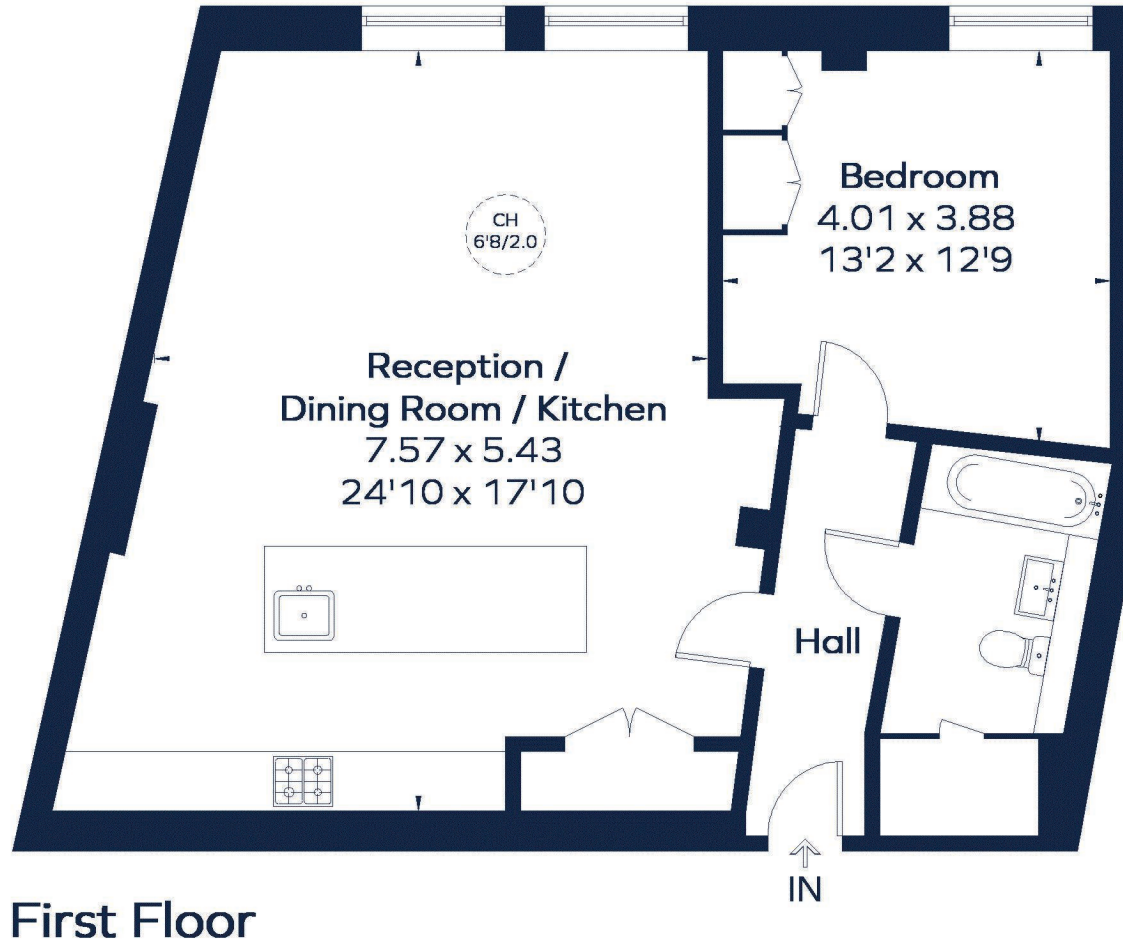 Bedroom
4.01 x 3.88
13'2 x 12'9
CH
6'8/2.0
Reception /
Dining Room / Kitchen
7.57 x 5.43
24'10 x 17'10
Hall
IN
First Floor